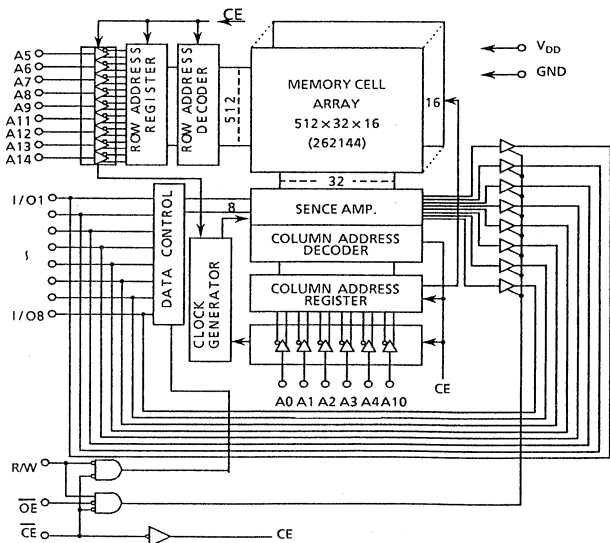 CE
A5
A6
A7
A8
A9
A11
A12
A13
A14
ROW ADDRESS REGISTER
ROW ADDRESS DECODER
512
MEMORY CELL
ARRAY
512×32×16
(262144)
16
VDD
GND
32
I/O1
I/O8
DATA CONTROL
8
CLOCK GENERATOR
SENCE AMP.
COLUMN ADDRESS
DECODER
COLUMN ADDRESS
REGISTER
CE
A0 A1 A2 A3 A4 A10
R/W
OE
CE
CE